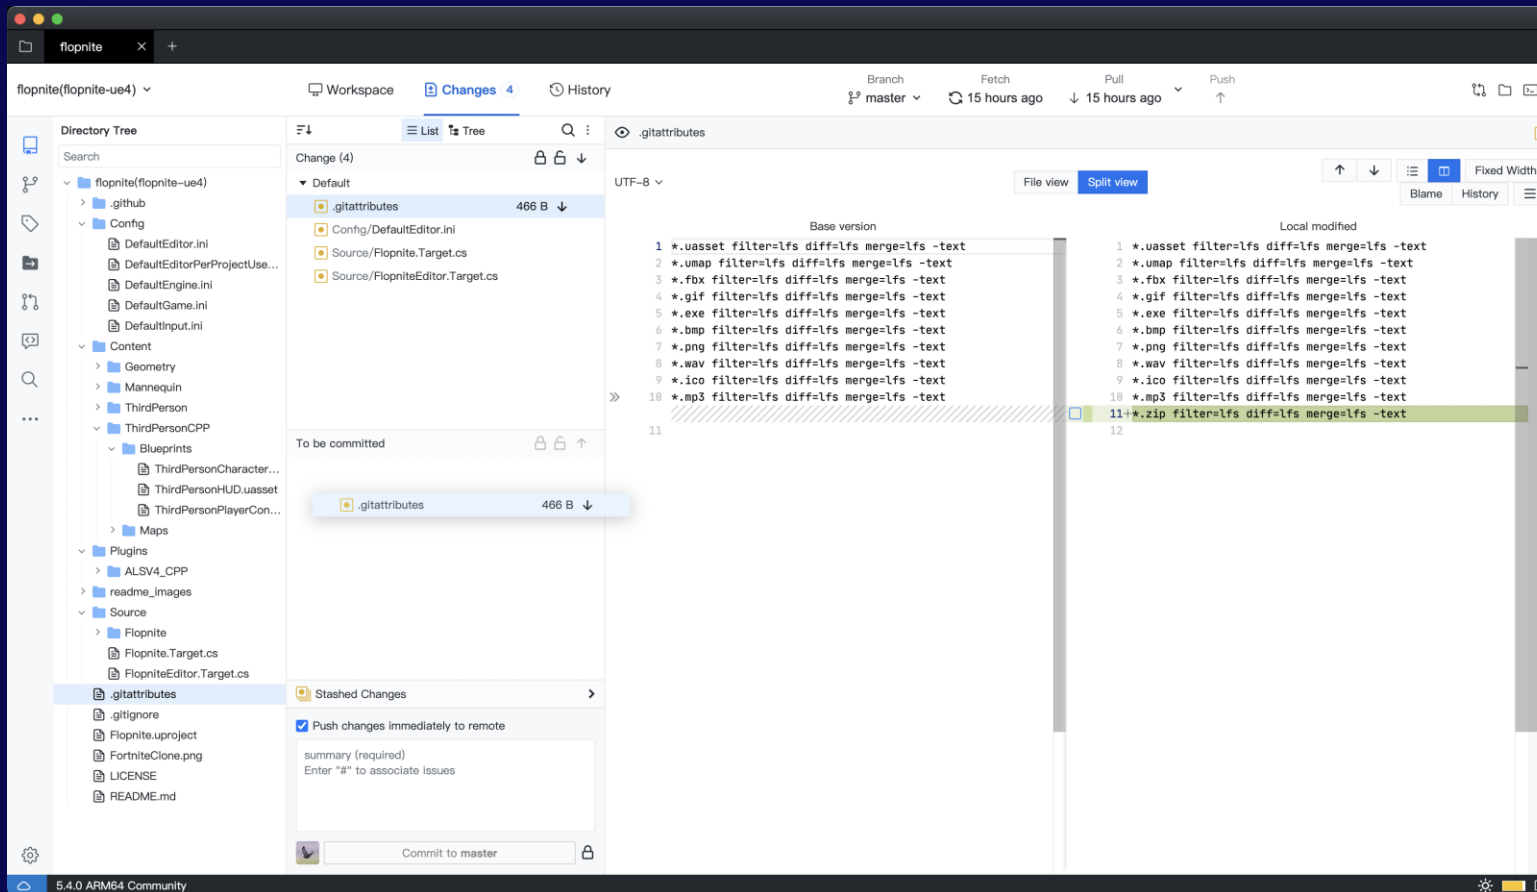 flopnite
flopnite(flopnite-ue4)
Workspace
Changes 4
History
Branch
master
Fetch
15 hours ago
Pull
15 hours ago
Push
Directory Tree
Search
flopnite(flopnite-ue4)
.github
Config
DefaultEditor.ini
DefaultEditorPerProjectUse...
DefaultEngine.ini
DefaultGame.ini
DefaultInput.ini
Content
Geometry
Mannequin
ThirdPerson
ThirdPersonCPP
Blueprints
ThirdPersonCharacter...
ThirdPersonHUD.uasset
ThirdPersonPlayerCon...
Maps
Plugins
ALSV4_CPP
readme_images
Source
Flopnite
Flopnite.Target.cs
FlopniteEditor.Target.cs
.gitattributes
.gitignore
Flopnite.uproject
FortniteClone.png
LICENSE
README.md
List
Tree
Change (4)
Default
.gitattributes 466 B
Config/DefaultEditor.ini
Source/Flopnite.Target.cs
Source/FlopniteEditor.Target.cs
To be committed
.gitattributes 466 B
Stashed Changes
Push changes immediately to remote
summary (required)
Enter "#" to associate issues
Commit to master
.gitattributes
UTF-8
File view
Split view
Fixed Width
Blame
History
Base version
1 *.uasset filter=lfs diff=lfs merge=lfs -text
2 *.umap filter=lfs diff=lfs merge=lfs -text
3 *.fbx filter=lfs diff=lfs merge=lfs -text
4 *.gif filter=lfs diff=lfs merge=lfs -text
5 *.exe filter=lfs diff=lfs merge=lfs -text
6 *.bmp filter=lfs diff=lfs merge=lfs -text
7 *.png filter=lfs diff=lfs merge=lfs -text
8 *.wav filter=lfs diff=lfs merge=lfs -text
9 *.ico filter=lfs diff=lfs merge=lfs -text
10 *.mp3 filter=lfs diff=lfs merge=lfs -text
11
Local modified
1 *.uasset filter=lfs diff=lfs merge=lfs -text
2 *.umap filter=lfs diff=lfs merge=lfs -text
3 *.fbx filter=lfs diff=lfs merge=lfs -text
4 *.gif filter=lfs diff=lfs merge=lfs -text
5 *.exe filter=lfs diff=lfs merge=lfs -text
6 *.bmp filter=lfs diff=lfs merge=lfs -text
7 *.png filter=lfs diff=lfs merge=lfs -text
8 *.wav filter=lfs diff=lfs merge=lfs -text
9 *.ico filter=lfs diff=lfs merge=lfs -text
10 *.mp3 filter=lfs diff=lfs merge=lfs -text
11+*.zip filter=lfs diff=lfs merge=lfs -text
12
5.4.0 ARM64 Community